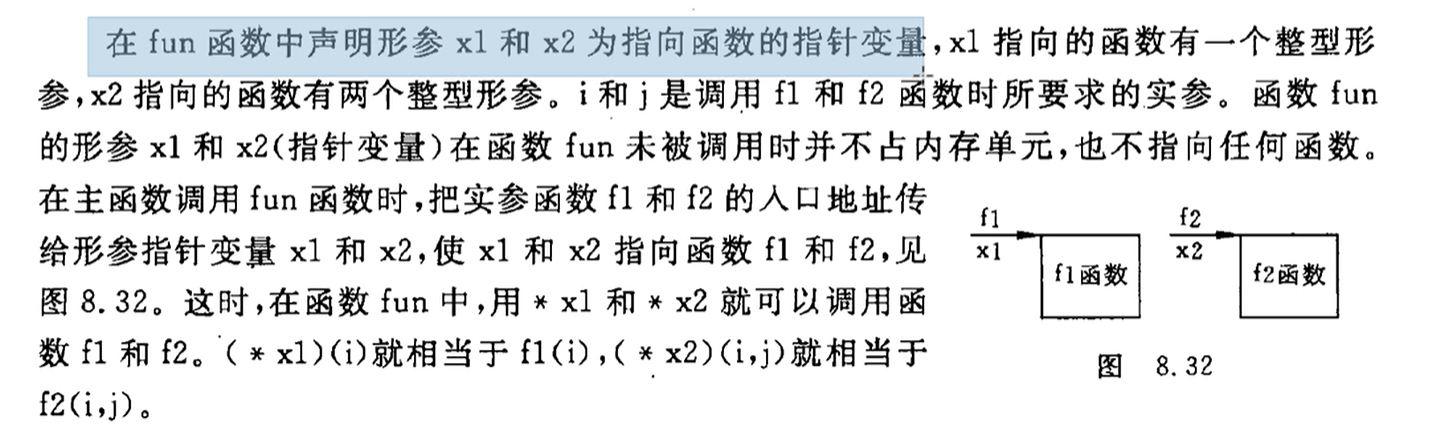 在 fun 函数中声明形参 x1 和 x2 为指向函数的指针变量,x1 指向的函数有一个整型形
参,x2 指向的函数有两个整型形参。i 和 j 是调用 f1 和 f2 函数时所要求的实参。函数 fun
的形参 x1 和 x2(指针变量)在函数 fun 未被调用时并不占内存单元,也不指向任何函数。
在主函数调用 fun 函数时,把实参函数 f1 和 f2 的入口地址传
给形参指针变量 x1 和 x2,使 x1 和 x2 指向函数 f1 和 f2,见
图 8.32。这时,在函数 fun 中,用 * x1 和 * x2 就可以调用函
数 f1 和 f2。( * x1)(i)就相当于 f1(i),( * x2)(i,j)就相当于
f2(i,j)。
f1
x1
f1函数
f2
x2
f2函数
图 8.32